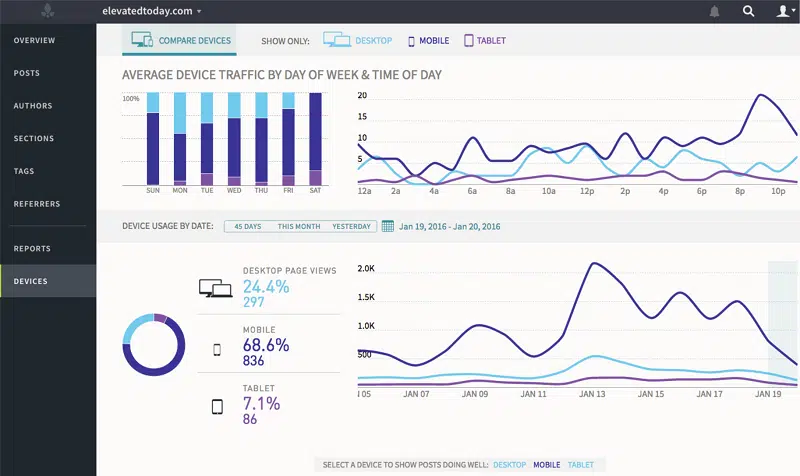 elevatedtoday.com
OVERVIEW
POSTS
AUTHORS
SECTIONS
TAGS
REFERRERS
REPORTS
DEVICES
COMPARE DEVICES SHOW ONLY: DESKTOP MOBILE TABLET
AVERAGE DEVICE TRAFFIC BY DAY OF WEEK & TIME OF DAY
100%
SUN MON TUE WED THU FRI SAT
20
15
10
5
12a 2a 4a 6a 8a 10a 12p 2p 4p 6p 8p 10p
DEVICE USAGE BY DATE: 45 DAYS THIS MONTH YESTERDAY Jan 19, 2016 - Jan 20, 2016
DESKTOP PAGE VIEWS
24.4%
297
MOBILE
68.6%
836
TABLET
7.1%
86
2.0K
1.5K
1.0K
500
05 JAN 07 JAN 09 JAN 11 JAN 13 JAN 15 JAN 17 JAN 19
SELECT A DEVICE TO SHOW POSTS DOING WELL: DESKTOP MOBILE TABLET